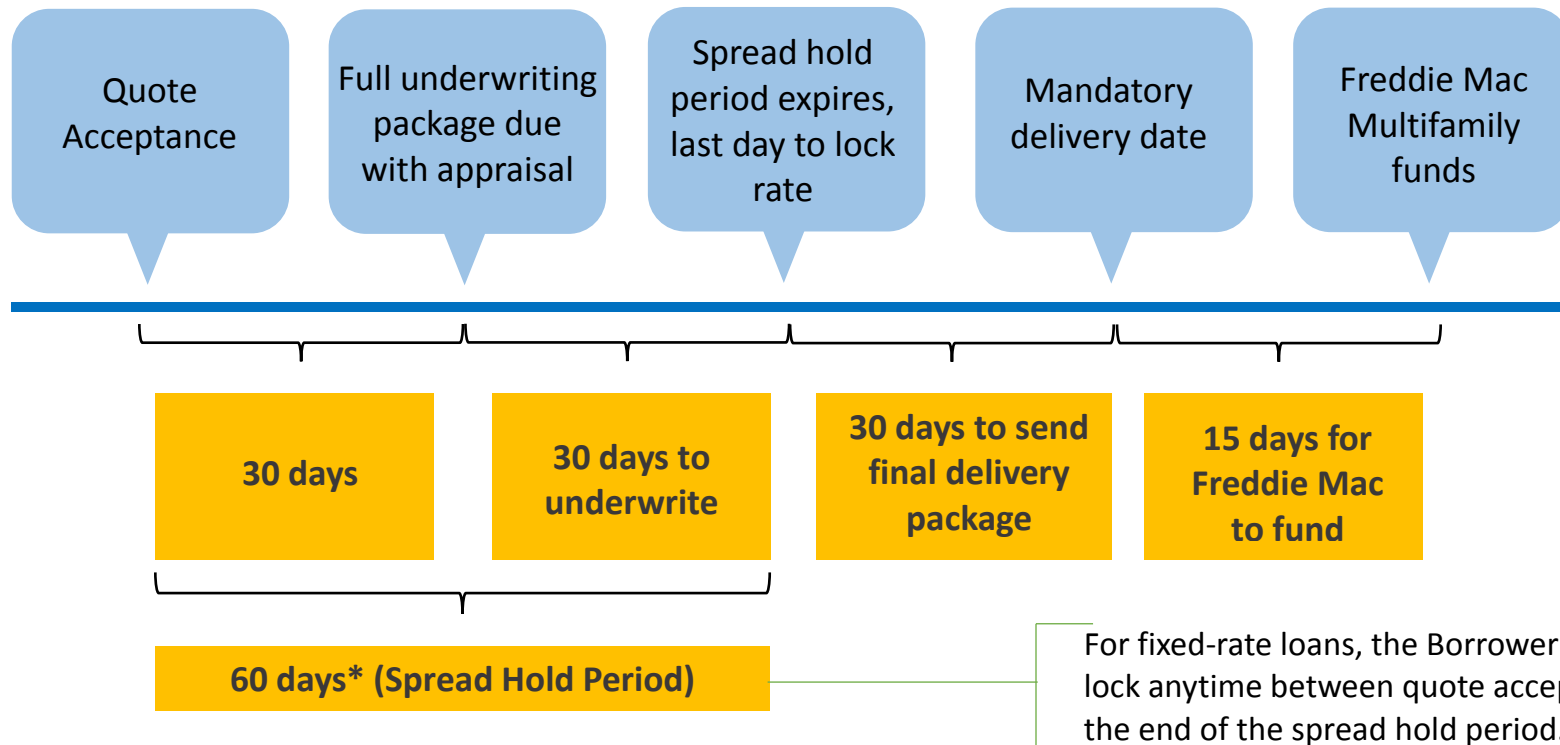 Quote
Acceptance
Full underwriting
package due
with appraisal
Spread hold
period expires,
last day to lock
rate
Mandatory
delivery date
Freddie Mac
Multifamily
funds
30 days
30 days to
underwrite
30 days to send
final delivery
package
15 days for
Freddie Mac
to fund
60 days* (Spread Hold Period)
For fixed-rate loans, the Borrower
lock anytime between quote
the end of the spread hold period